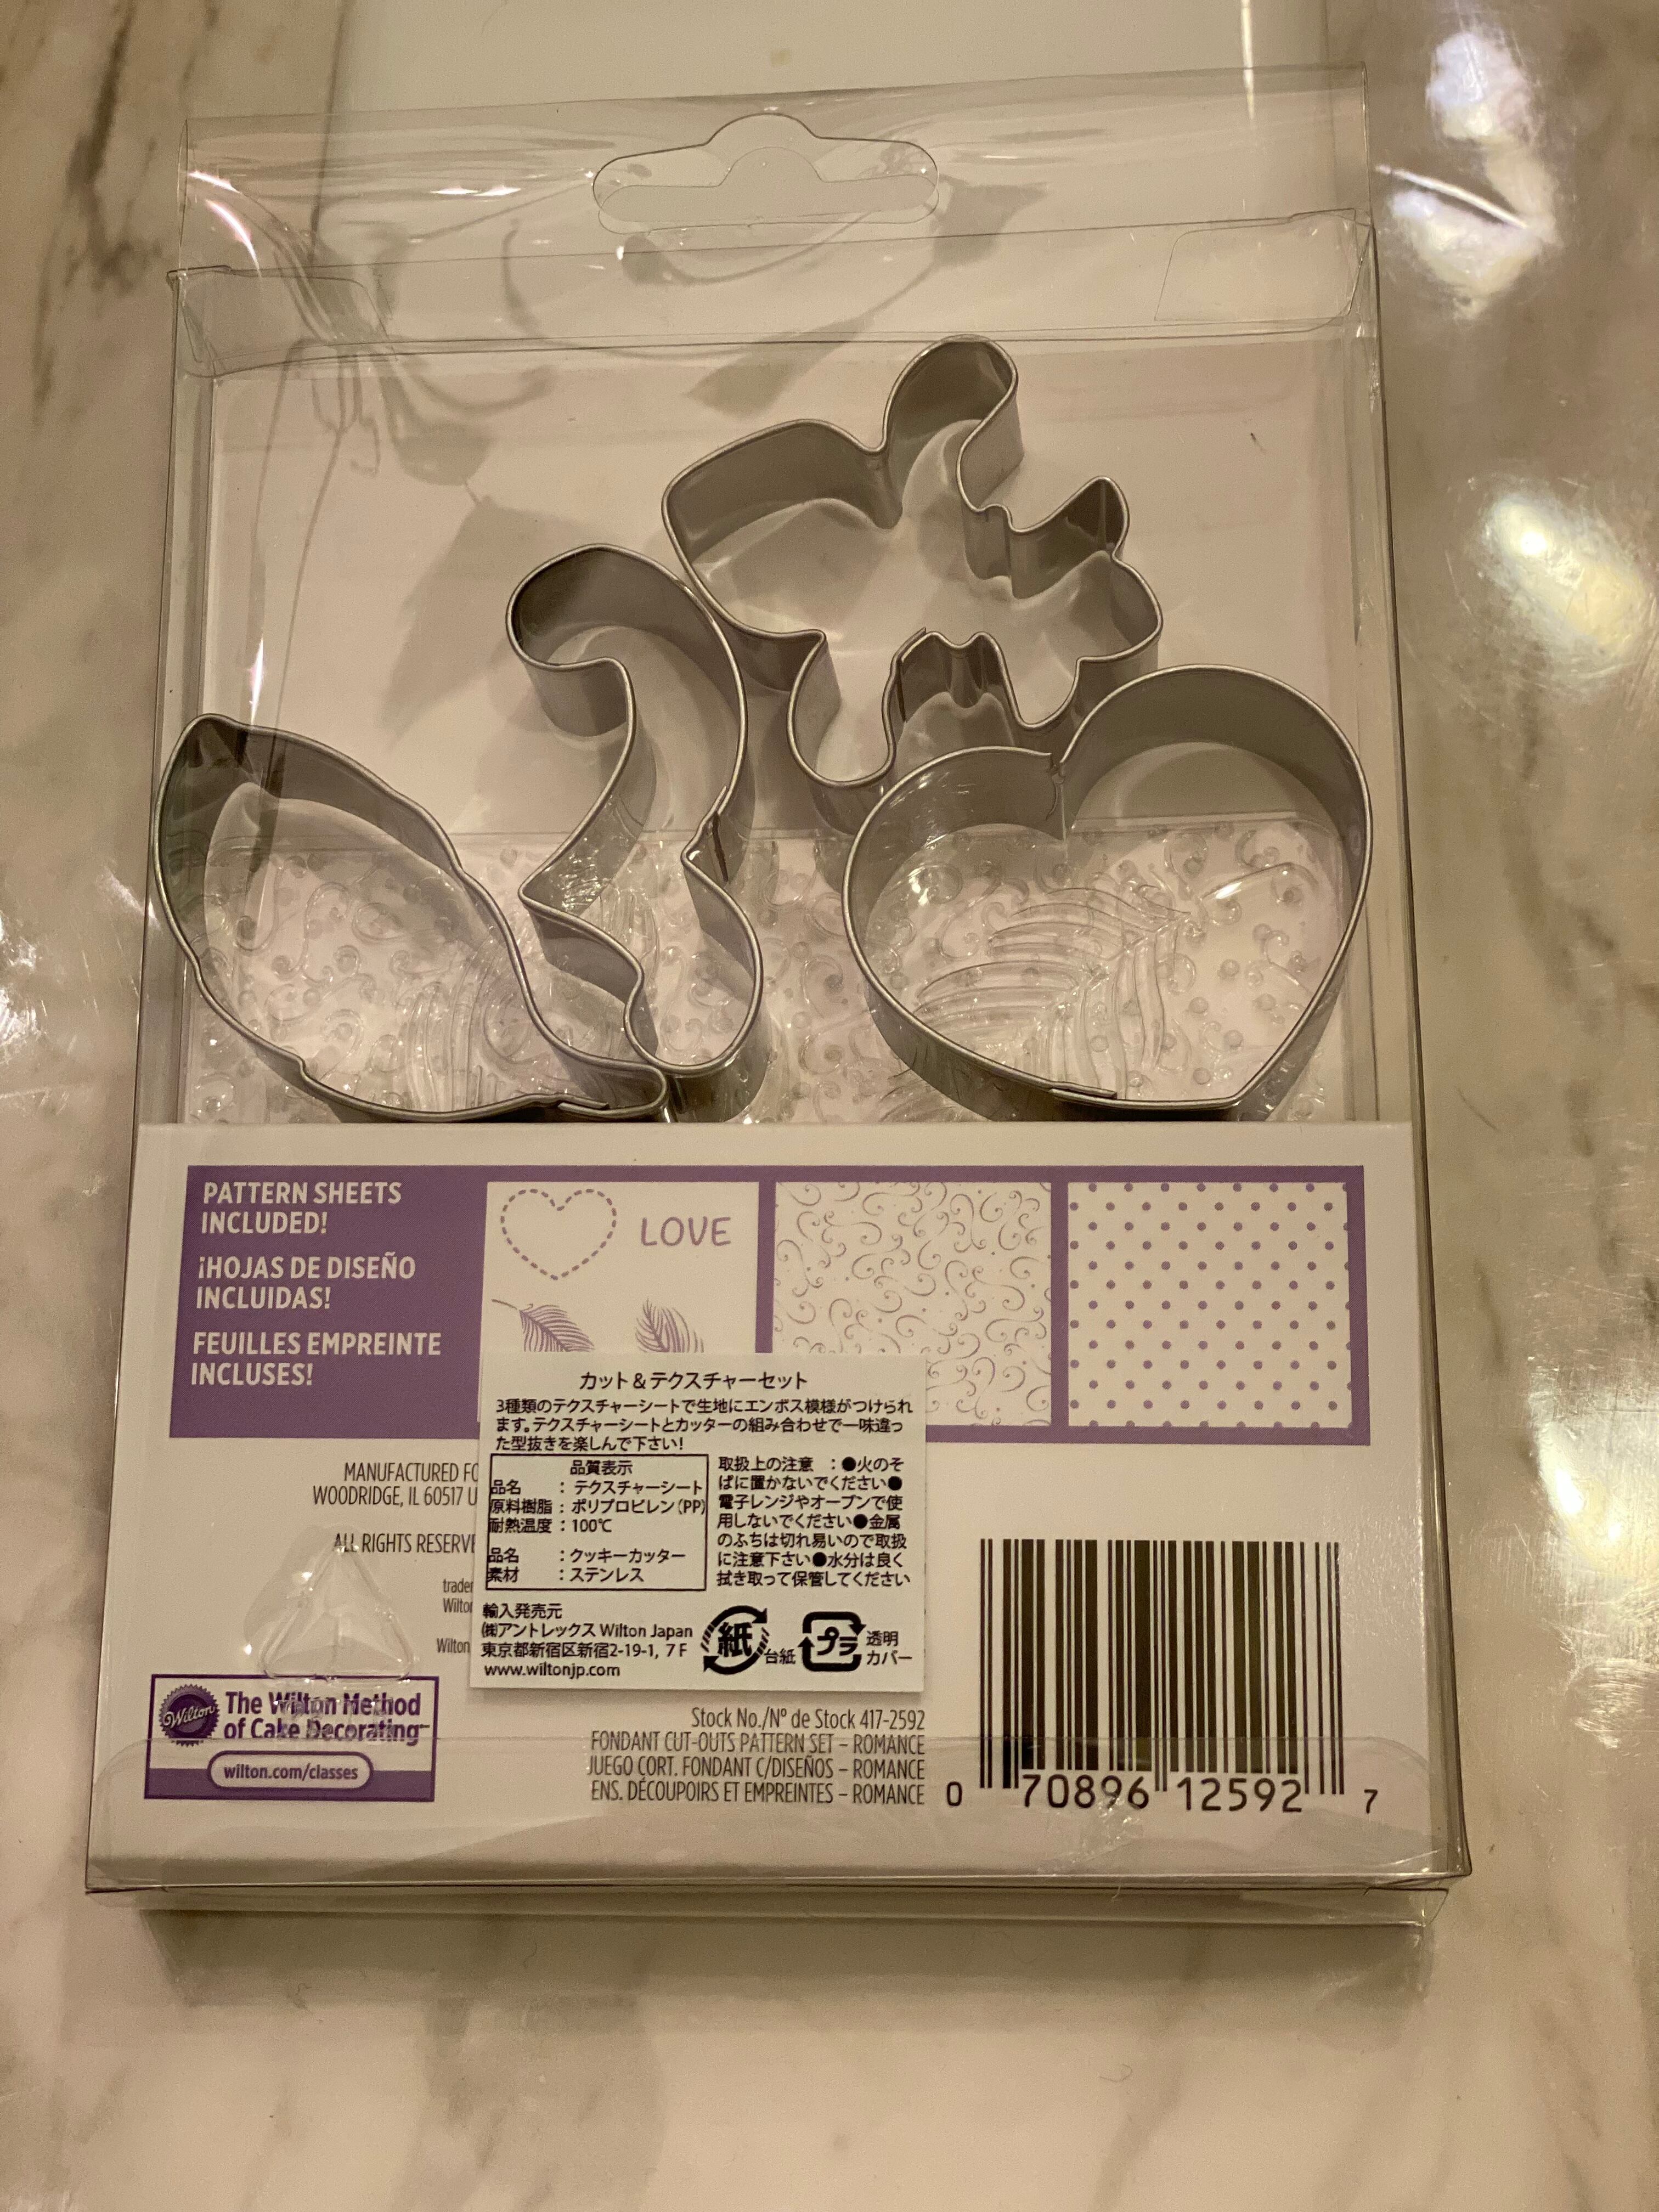 PATTERN SHEETS
INCLUDED!
¡HOJAS DE DISEÑO
INCLUIDAS!
FEUILLES EMPREINTE
INCLUSES!
LOVE
カット＆テクスチャーセット
3種類のテクスチャーシートで生地にエンボス模様がつけられ
ます。テクスチャーシートとカッターの組み合わせで一味違っ
た型抜きを楽しんで下さい!
品質表示
品名 : テクスチャーシート
原料樹脂 : ポリプロピレン(PP)
耐熱温度 : 100℃
品名 : クッキーカッター
素材 : ステンレス
取扱上の注意 : ●火のそ
ばに置かないでください●
電子レンジやオーブンで使
用しないでください●金属
のふちは切れ易いので取扱
に注意下さい●水分は良く
拭き取って保管してください
輸入発売元
㈱アントレックス Wilton Japan
東京都新宿区新宿2-19-1, 7F
www.wiltonjp.com
紙
台紙
プラ
透明
カバー
MANUFACTURED FO
WOODRIDGE, IL 60517 U
ALL RIGHTS RESERVE
trade
Wilton
Wilton
Wilton
The Wilton Method
of Cake Decorating
wilton.com/classes
Stock No./Nº de Stock 417-2592
FONDANT CUT-OUTS PATTERN SET – ROMANCE
JUEGO CORT. FONDANT C/DISEÑOS – ROMANCE
ENS. DÉCOUPOIRS ET EMPREINTES – ROMANCE
0 70896 12592 7